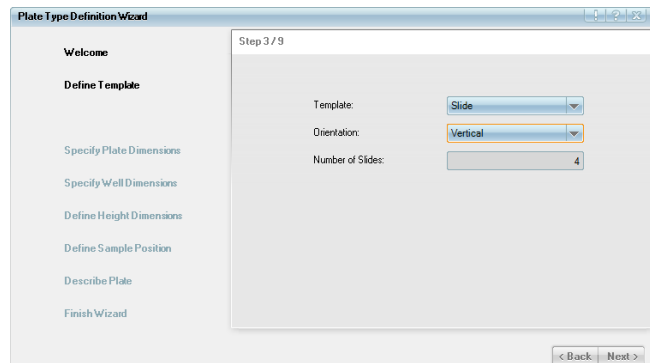 Plate Type Definition Wizard
Welcome
Define Template
Specify Plate Dimensions
Specify Well Dimensions
Define Height Dimensions
Define Sample Position
Describe Plate
Finish Wizard
Step 3 / 9
Template: Slide
Orientation: Vertical
Number of Slides: 4
< Back Next >